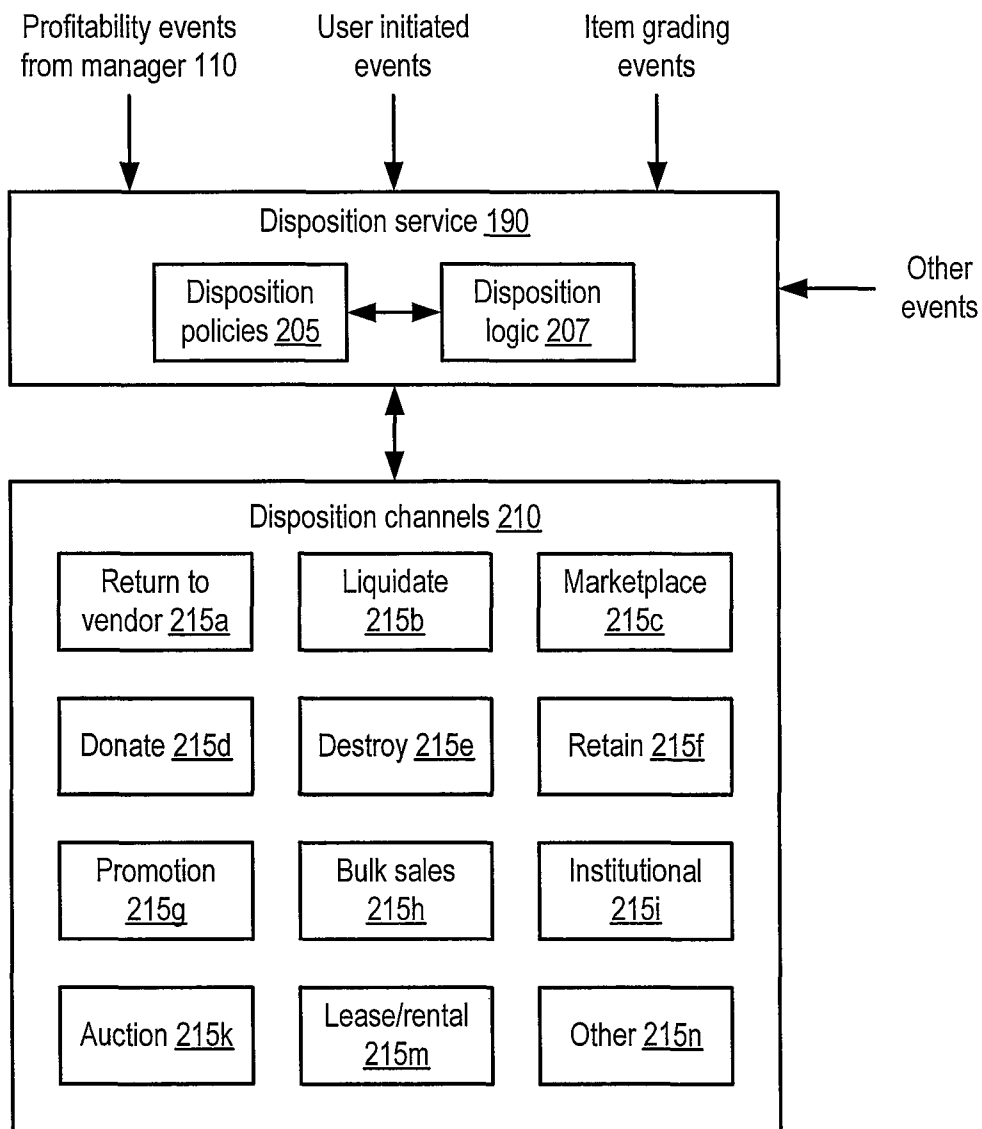 Profitability events
from manager 110
User initiated
events
Item grading
events
Disposition service 190
Disposition
policies 205
Disposition
logic 207
Other
events
Disposition channels 210
Return to
vendor 215a
Liquidate
215b
Marketplace
215c
Donate 215d
Destroy 215e
Retain 215f
Promotion
215g
Bulk sales
215h
Institutional
215i
Auction 215k
Lease/rental
215m
Other 215n